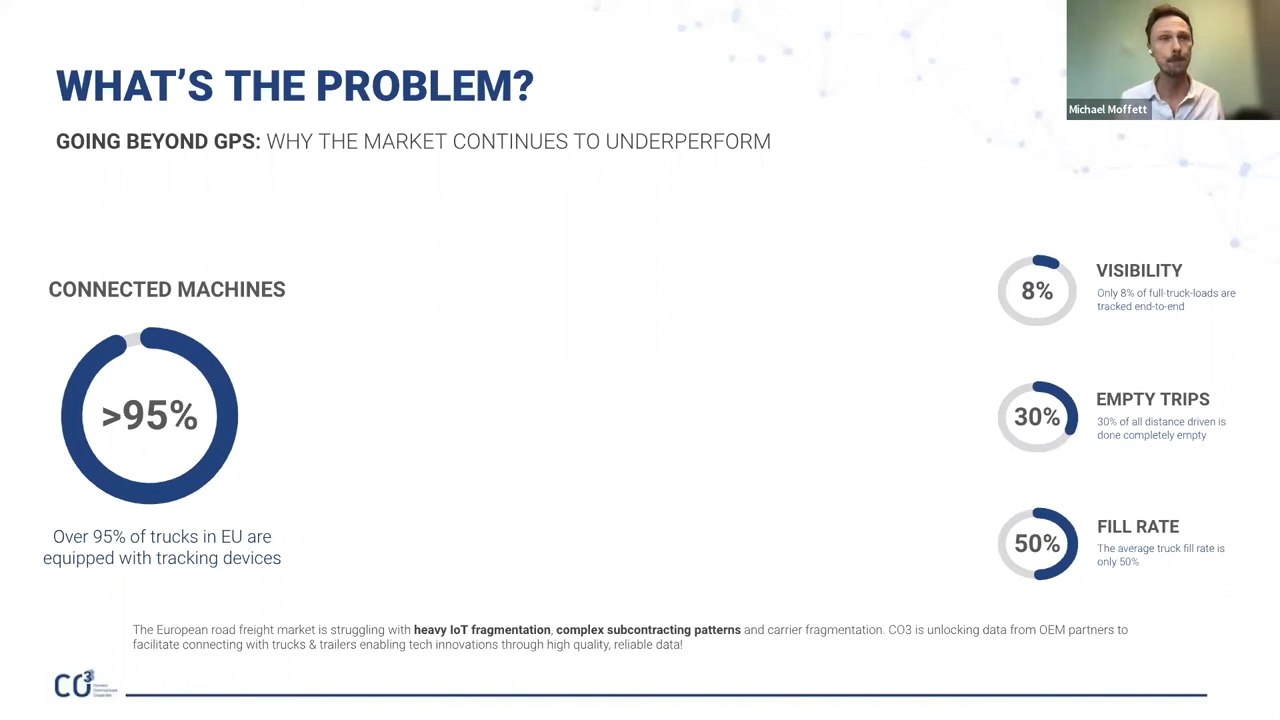 WHAT'S THE PROBLEM?
GOING BEYOND GPS: WHY THE MARKET CONTINUES TO UNDERPERFORM
Michael Moffett
CONNECTED MACHINES
>95%
Over 95% of trucks in EU are
equipped with tracking devices
8%
VISIBILITY
Only 8% of full-truck-loads are
tracked end-to-end
30%
EMPTY TRIPS
30% of all distance driven is
done completely empty
50%
FILL RATE
The average truck fill rate is
only 50%
The European road freight market is struggling with heavy IoT fragmentation, complex subcontracting patterns and carrier fragmentation. CO3 is unlocking data from OEM partners to
facilitate connecting with trucks & trailers enabling tech innovations through high quality, reliable data!
CO3